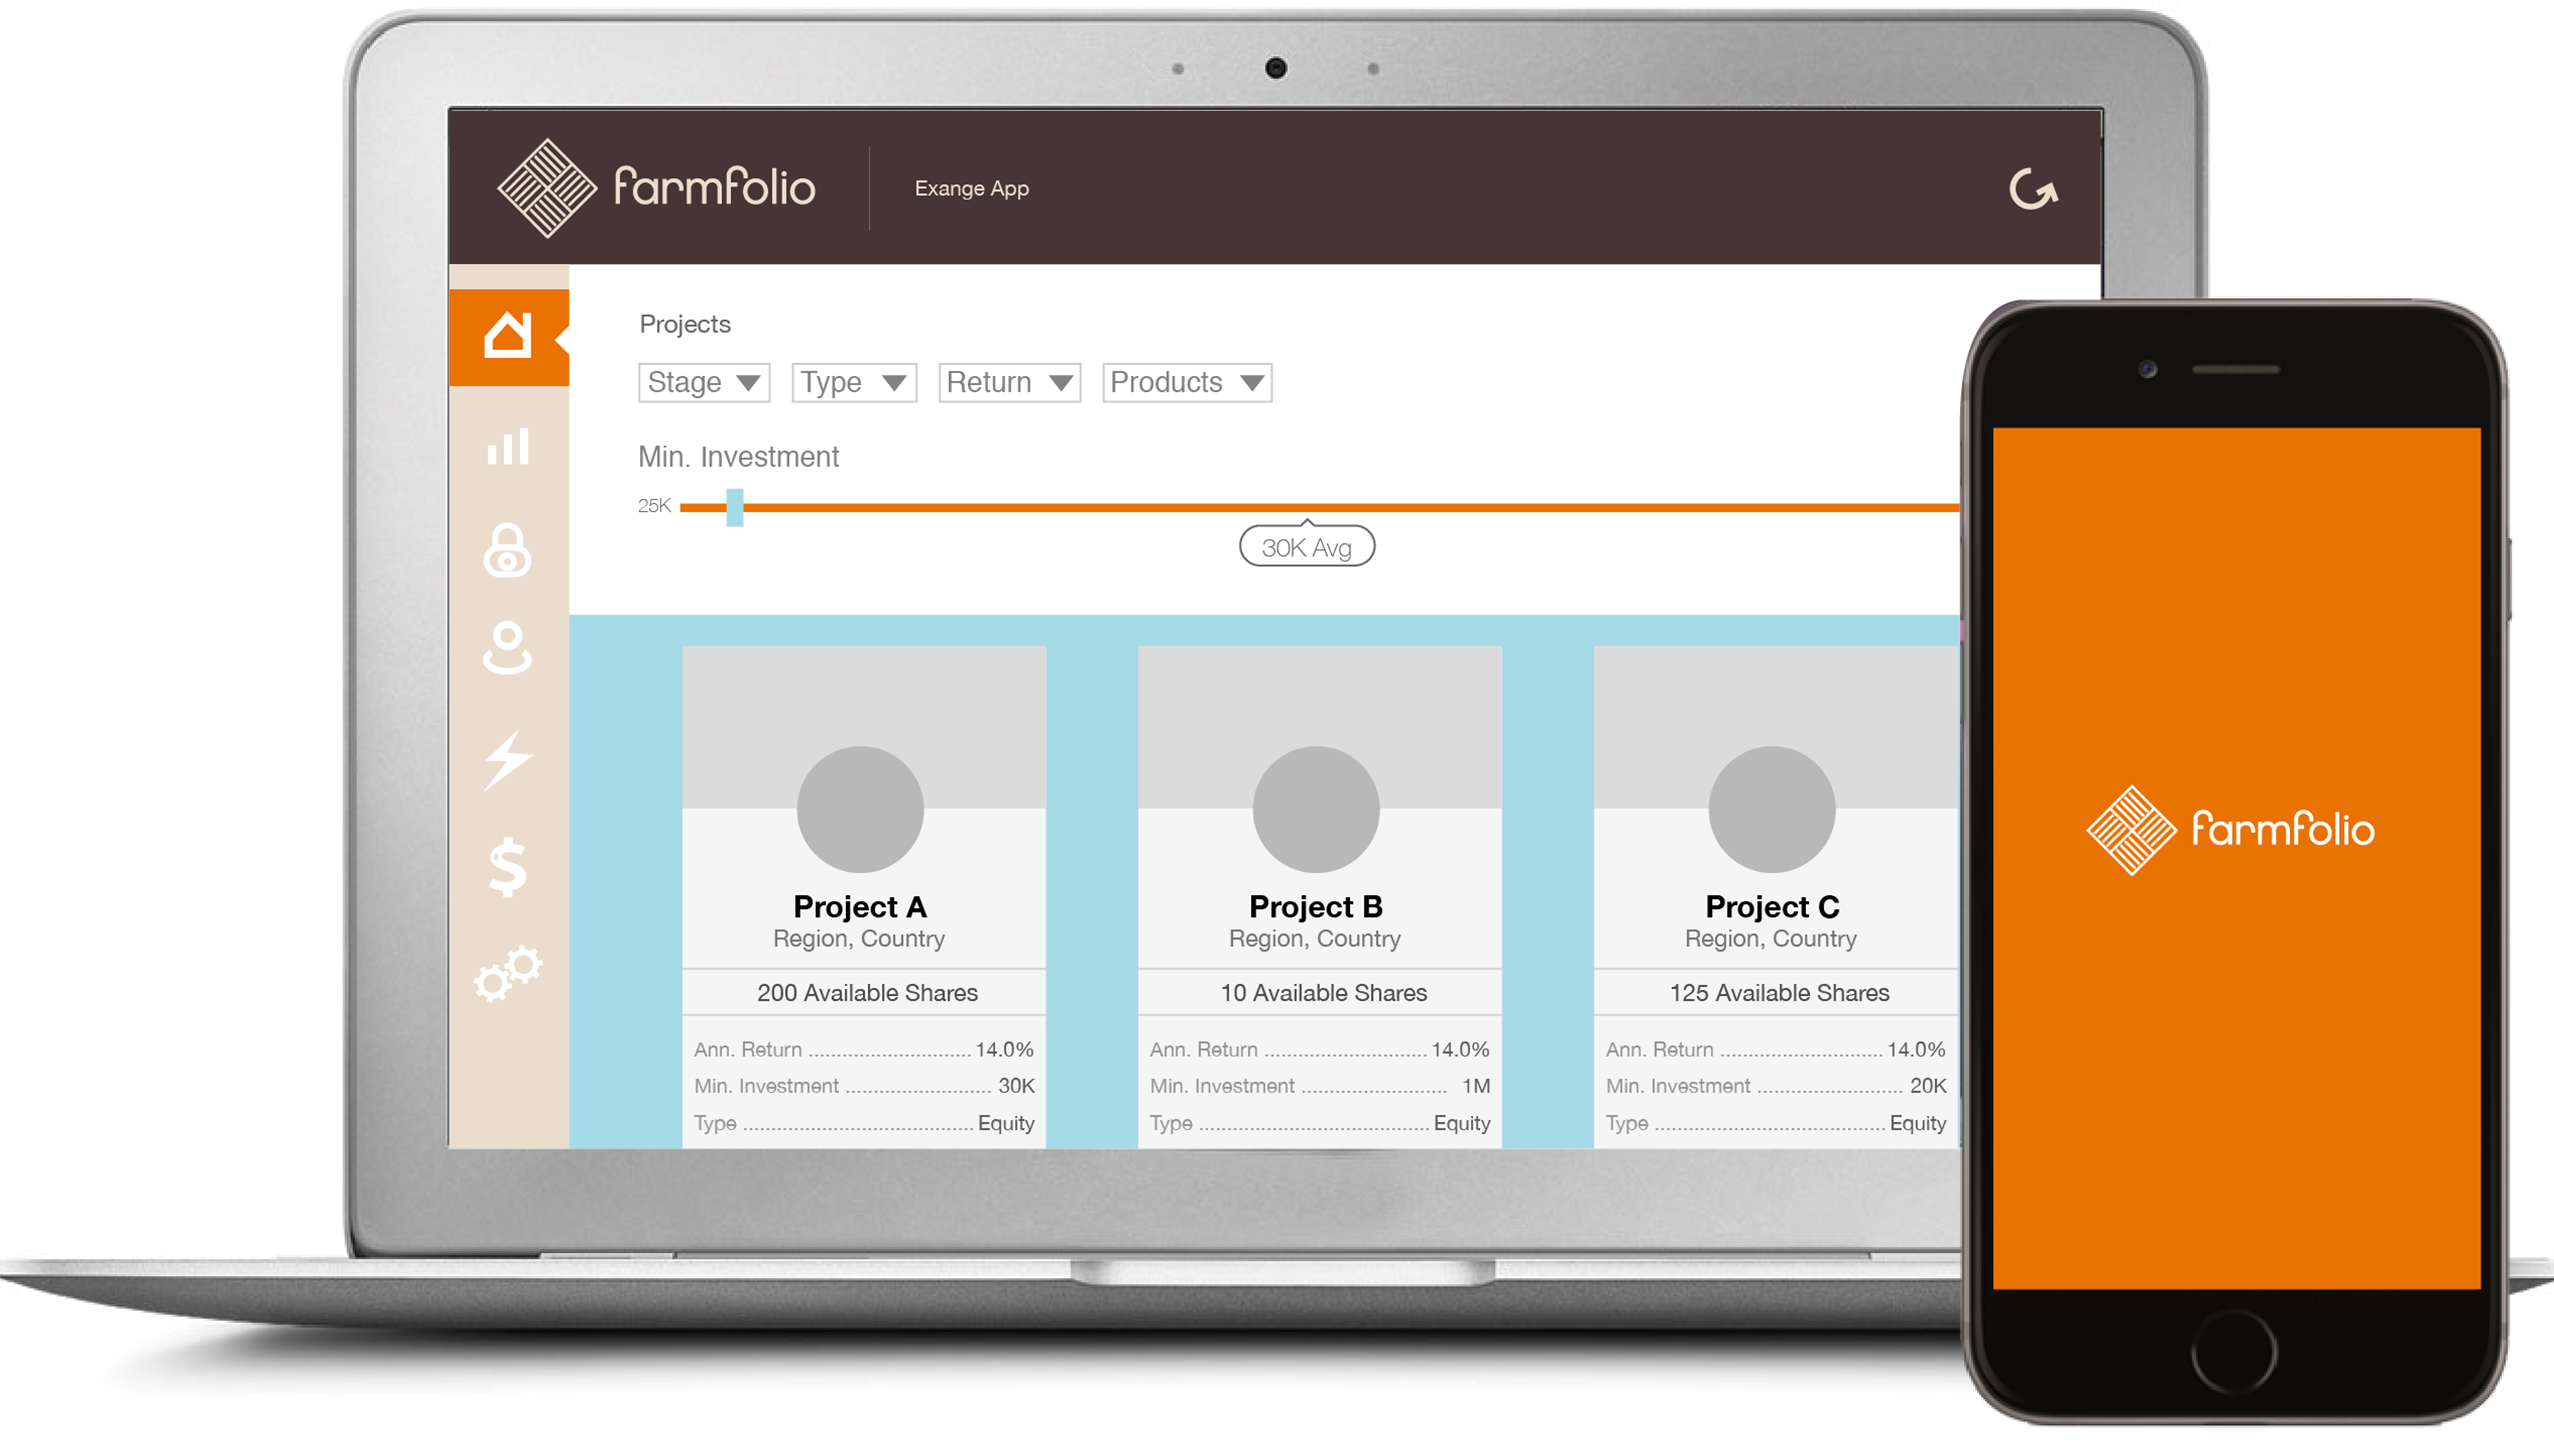 farmfolio
Exange App
Projects
Stage
Type
Return
Products
Min. Investment
25K
30K Avg
Project A
Region, Country
200 Available Shares
Ann. Return ........................... 14.0%
Min. Investment ........................ 30K
Type ...................................... Equity
Project B
Region, Country
10 Available Shares
Ann. Return ........................... 14.0%
Min. Investment ........................ 1M
Type ...................................... Equity
Project C
Region, Country
125 Available Shares
Ann. Return ........................... 14.0%
Min. Investment ........................ 20K
Type ...................................... Equity
farmfolio